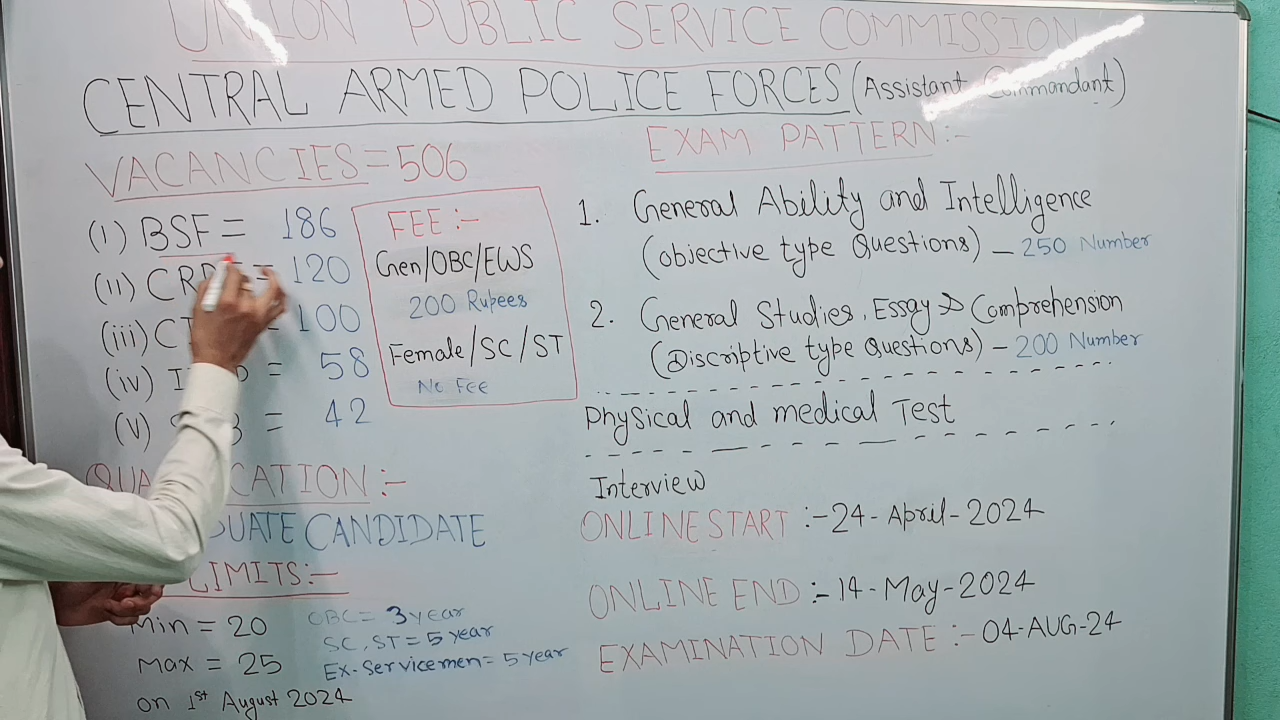 UNION PUBLIC SERVICE COMMISSION
CENTRAL ARMED POLICE FORCES (Assistant Commandant)
VACANCIES = 506
(i) BSF = 186
(ii) = 120
(iii) = 100
(iv) = 58
(v) = 42
FEE :-
Gen/OBC/EWS
200 Rupees
Female/SC/ST
No Fee
:-
CANDIDATE
LIMITS:-
Min = 20
Max = 25
on 1st August 2024
OBC = 3 year
SC, ST = 5 year
Ex-Servicemen = 5 year
EXAM PATTERN :-
1. General Ability and Intelligence
(objective type Questions) - 250 Number
2. General Studies, Essay & Comprehension
(Discriptive type Questions) - 200 Number
Physical and medical Test
Interview
ONLINE START :- 24-April-2024
ONLINE END :- 14-May-2024
EXAMINATION DATE :- 04-AUG-24